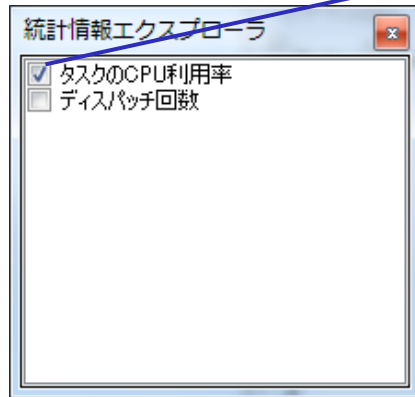 統計情報エクスプローラ
タスクのCPU利用率
ディスパッチ回数